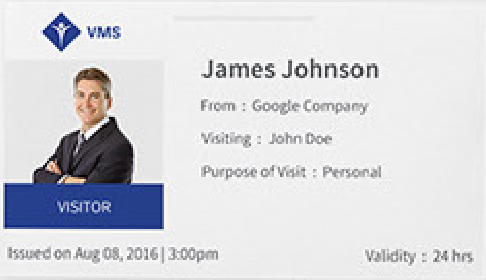 VMS
James Johnson
From : Google Company
Visiting : John Doe
Purpose of Visit : Personal
VISITOR
Issued on Aug 08, 2016 | 3:00pm
Validity : 24 hrs